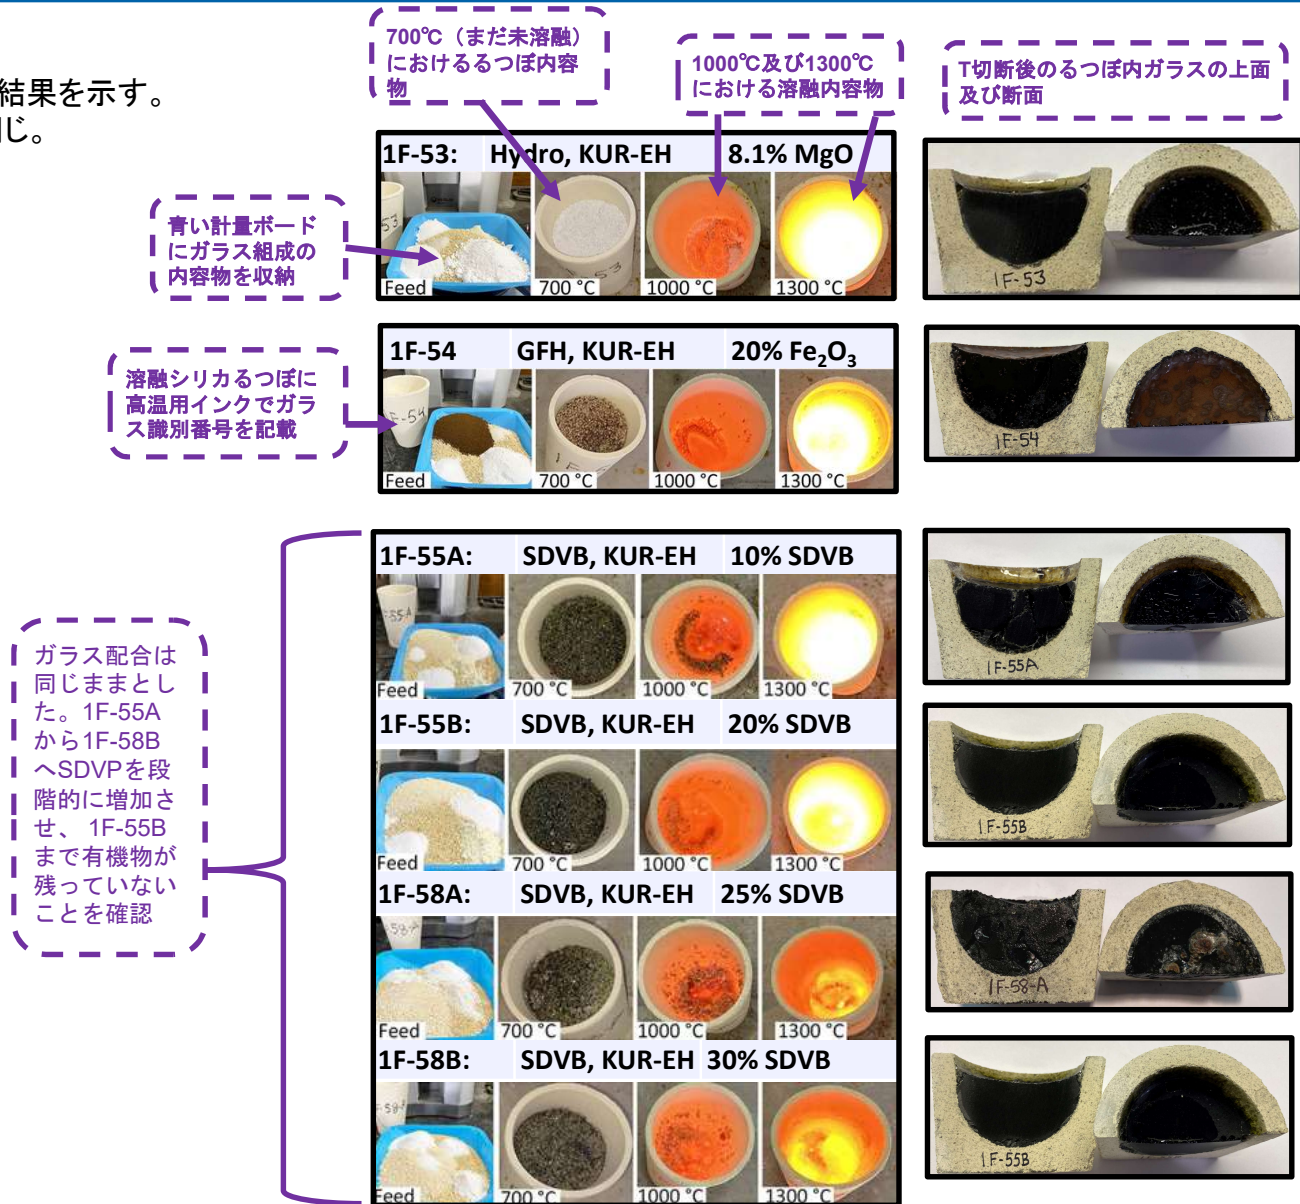 結果を示す。
じ。
700℃（まだ未溶融）
におけるるつぼ内容
物
1000℃及び1300℃
における溶融内容物
T切断後のるつぼ内ガラスの上面
及び断面
青い計量ボード
にガラス組成の
内容物を収納
1F-53: Hydro, KUR-EH 8.1% MgO
53
1F-53
Feed
700 °C
1000 °C
1300 °C
1F-53
溶融シリカるつぼに
高温用インクでガラ
ス識別番号を記載
1F-54 GFH, KUR-EH 20% Fe₂O₃
F-54
Feed
700 °C
1000 °C
1300 °C
1F-54
ガラス配合は
同じままとし
た。1F-55A
から1F-58B
へSDVPを段
階的に増加さ
せ、 1F-55B
まで有機物が
残っていない
ことを確認
1F-55A: SDVB, KUR-EH 10% SDVB
F-55-A
Feed
700 °C
1000 °C
1300 °C
1F-55A
1F-55B: SDVB, KUR-EH 20% SDVB
Feed
700 °C
1000 °C
1300 °C
1F-55B
1F-58A: SDVB, KUR-EH 25% SDVB
58-A
Feed
700 °C
1000 °C
1300 °C
1F-58-A
1F-58B: SDVB, KUR-EH 30% SDVB
Feed
700 °C
1000 °C
1300 °C
1F-55B